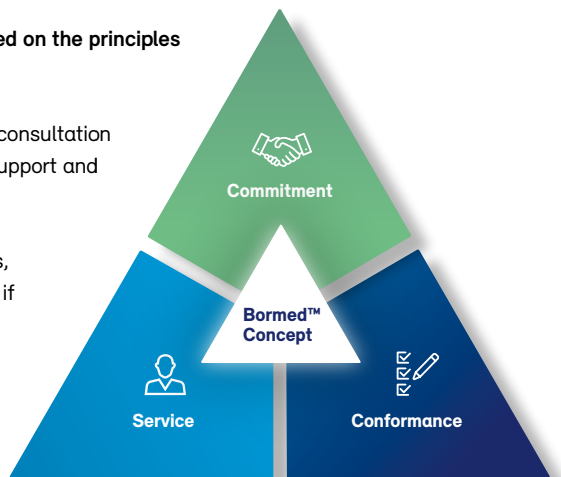 ed on the principles
consultation
upport and
s,
if
Commitment
Bormed™
Concept
Service
Conformance